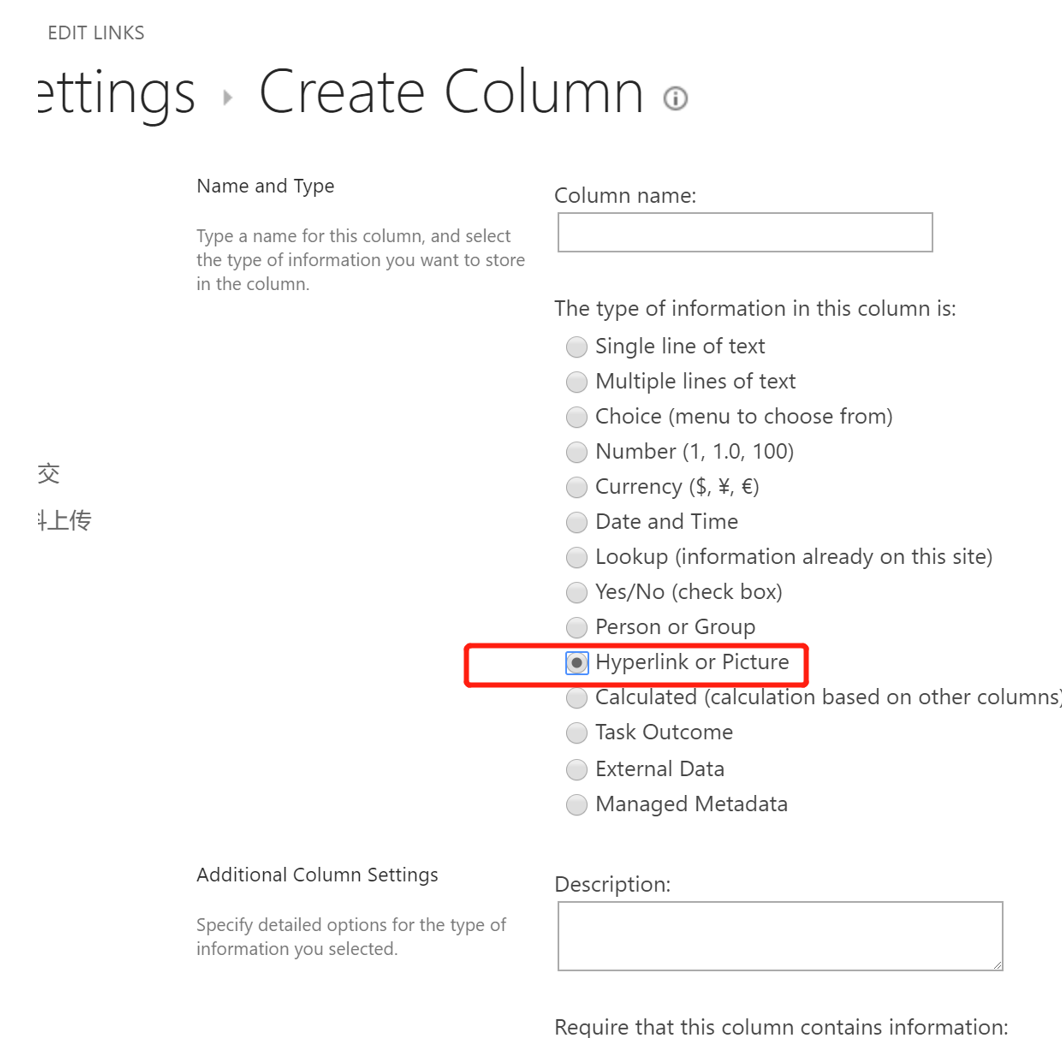 EDIT LINKS
ettings Create Column
Name and Type
Type a name for this column, and select
the type of information you want to store
in the column.
Column name:
The type of information in this column is:
Single line of text
Multiple lines of text
Choice (menu to choose from)
Number (1, 1.0, 100)
Currency ($, ¥, €)
Date and Time
Lookup (information already on this site)
Yes/No (check box)
Person or Group
Hyperlink or Picture
Calculated (calculation based on other columns)
Task Outcome
External Data
Managed Metadata
交
上传
Additional Column Settings
Specify detailed options for the type of
information you selected.
Description:
Require that this column contains information: